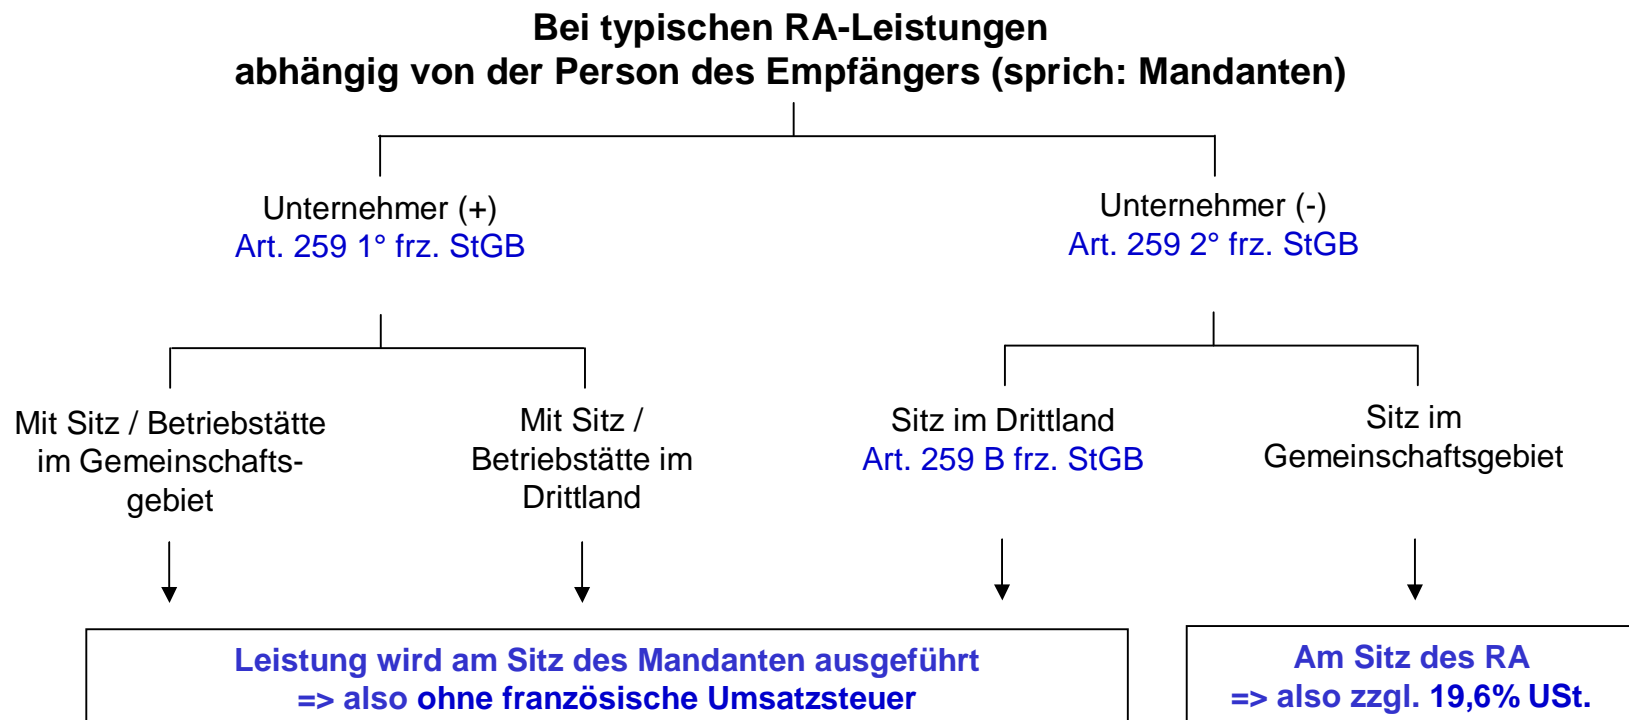 Bei typischen RA-Leistungen
abhängig von der Person des Empfängers (sprich: Mandanten)
Unternehmer (+)
Art. 259 1° frz. StGB
Unternehmer (-)
Art. 259 2° frz. StGB
Mit Sitz / Betriebstätte
im Gemeinschafts-
gebiet
Mit Sitz /
Betriebstätte im
Drittland
Sitz im Drittland
Art. 259 B frz. StGB
Sitz im
Gemeinschaftsgebiet
Leistung wird am Sitz des Mandanten ausgeführt
=> also ohne französische Umsatzsteuer
Am Sitz des RA
=> also zzgl. 19,6% USt.